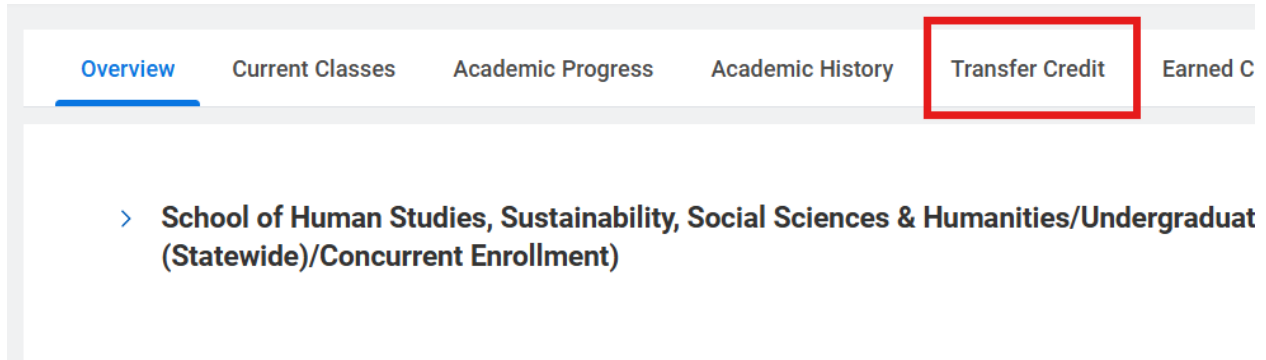 Overview Current Classes Academic Progress Academic History Transfer Credit Earned C
> School of Human Studies, Sustainability, Social Sciences & Humanities/Undergraduat
(Statewide)/Concurrent Enrollment)